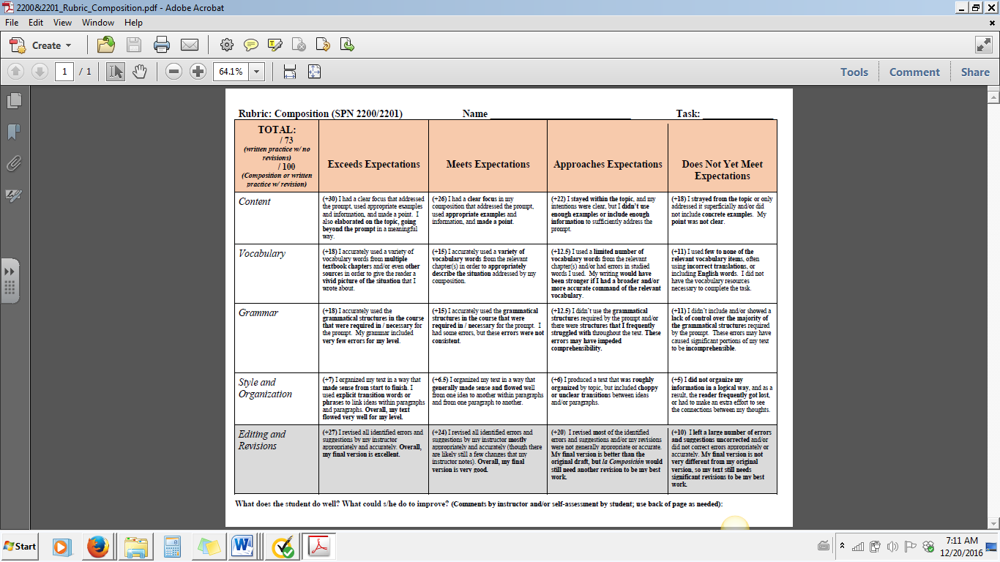 2200&2201_Rubric_Composition.pdf - Adobe Acrobat
File Edit View Window Help
Create
1 / 1
64.1%
Tools Comment Share
Rubric: Composition (SPN 2200/2201) Name ____________________________ Task: ______________
TOTAL:
/ 73
(written practice w/ no
revisions)
/ 100
(Composition or written
practice w/ revision)
Exceeds Expectations
Meets Expectations
Approaches Expectations
Does Not Yet Meet
Expectations
Content
(+30) I had a clear focus that addressed
the prompt, used appropriate examples
and information, and made a point. I
also elaborated on the topic, going
beyond the prompt in a meaningful
way.
(+26) I had a clear focus in my
composition that addressed the prompt,
used appropriate examples and
information, and made a point.
(+22) I stayed within the topic, and my
intentions were clear, but I didn't use
enough examples or include enough
information to sufficiently address the
prompt.
(+18) I strayed from the topic or only
addressed it superficially and/or did
not include concrete examples. My
point was not clear.
Vocabulary
(+18) I accurately used a variety of
vocabulary words from multiple
textbook chapters and/or even other
sources in order to give the reader a
vivid picture of the situation that I
wrote about.
(+15) I accurately used a variety of
vocabulary words from the relevant
chapter(s) in order to appropriately
describe the situation addressed by my
composition.
(+12.5) I used a limited number of
vocabulary words from the relevant
chapter(s) and/or had errors in studied
words I used. My writing would have
been stronger if I had a broader and/or
more accurate command of the relevant
vocabulary.
(+11) I used few to none of the
relevant vocabulary items, often
using incorrect translations, or
including English words. I did not
have the vocabulary resources
necessary to complete the task.
Grammar
(+18) I accurately used the
grammatical structures in the course
that were required in / necessary for
the prompt. My grammar included
very few errors for my level.
(+15) I accurately used the grammatical
structures in the course that were
required in / necessary for the prompt. I
had some errors, but these errors were not
consistent.
(+12.5) I didn't use the grammatical
structures required by the prompt and/or
there were structures that I frequently
struggled with throughout the text. These
errors may have impeded
comprehensibility.
(+11) I didn't include and/or showed a
lack of control over the majority of
the grammatical structures required
by the prompt. These errors may have
caused significant portions of my text
to be incomprehensible.
Style and
Organization
(+7) I organized my text in a way that
made sense from start to finish. I
used explicit transition words or
phrases to link ideas within paragraphs
and paragraphs. Overall, my text
flowed very well for my level.
(+6.5) I organized my text in a way that
generally made sense and flowed well
from one idea to another within paragraphs
and from one paragraph to another.
(+6) I produced a text that was roughly
organized by topic, but included choppy
or unclear transitions between ideas
and/or paragraphs.
(+5) I did not organize my
information in a logical way, and as a
result, the reader frequently got lost,
or had to make an extra effort to see
the connections between my thoughts.
Editing and
Revisions
(+27) I revised all identified errors and
suggestions by my instructor
appropriately and accurately. Overall,
my final version is excellent.
(+24) I revised all identified errors and
suggestions by my instructor mostly
appropriately and accurately (though there
are likely still a few changes that my
instructor notes). Overall, my final
version is very good.
(+20) I revised most of the identified
errors and suggestions and/or my revisions
were not generally appropriate or accurate.
My final version is better than the
original draft, but la Composición would
still need another revision to be my best
work.
(+10) I left a large number of errors
and suggestions uncorrected and/or
did not correct errors appropriately or
accurately. My final version is not
very different from my original
version, so my text still needs
significant revisions to be my best
work.
What does the student do well? What could s/he do to improve? (Comments by instructor and/or self-assessment by student; use back of page as needed):
Start
7:11 AM
12/20/2016